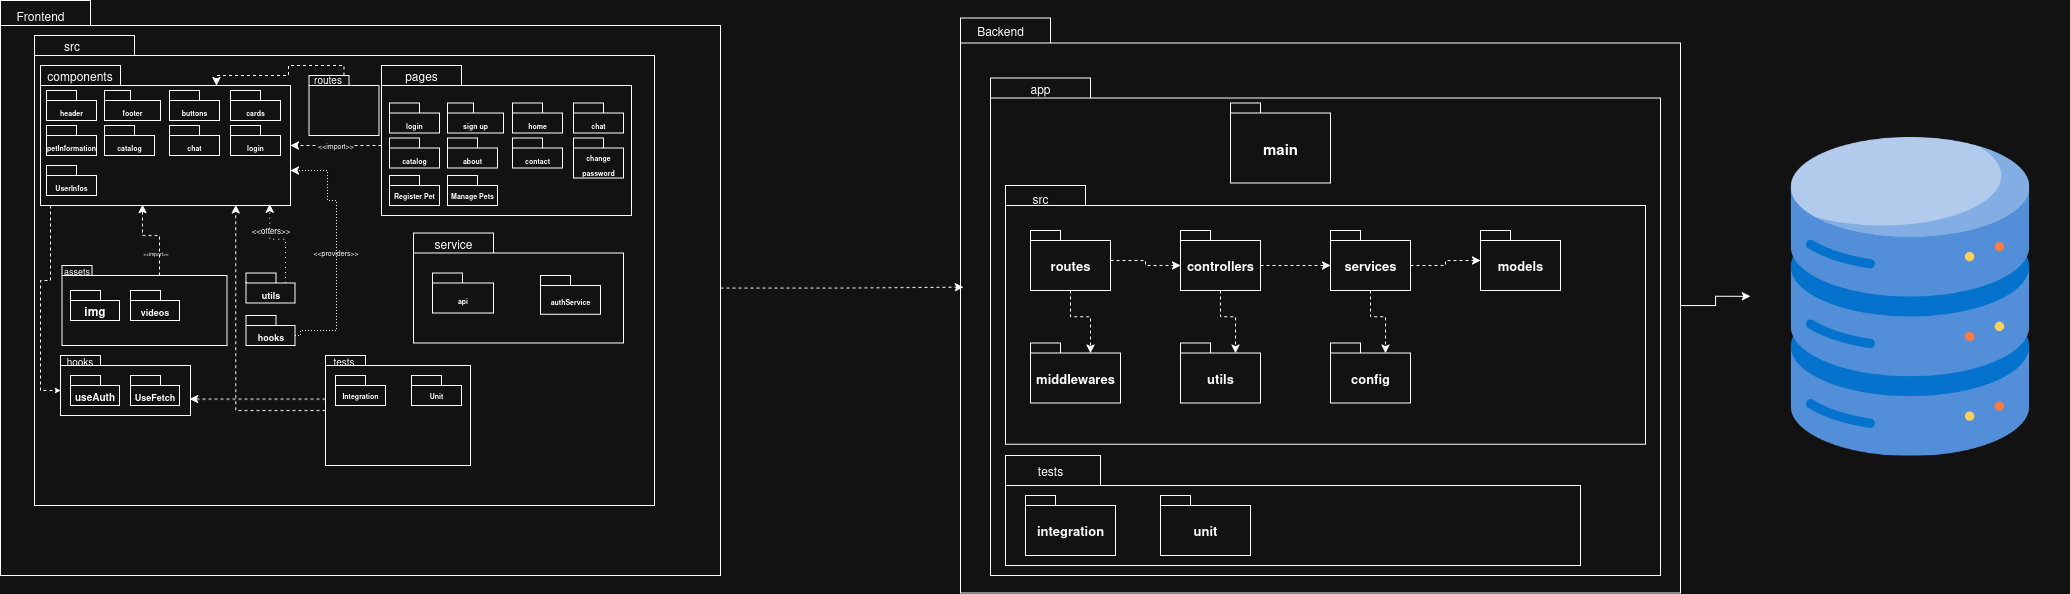 Frontend
src
components
routes
pages
header
footer
buttons
cards
petInformation
catalog
chat
login
UserInfos
<<import>>
login
sign up
home
chat
catalog
about
contact
change
password
Register Pet
Manage Pets
<<offers>>
<<import>>
<<providers>>
service
api
authService
assets
img
videos
utils
hooks
hooks
useAuth
UseFetch
tests
Integration
Unit
Backend
app
main
src
routes
controllers
services
models
middlewares
utils
config
tests
integration
unit